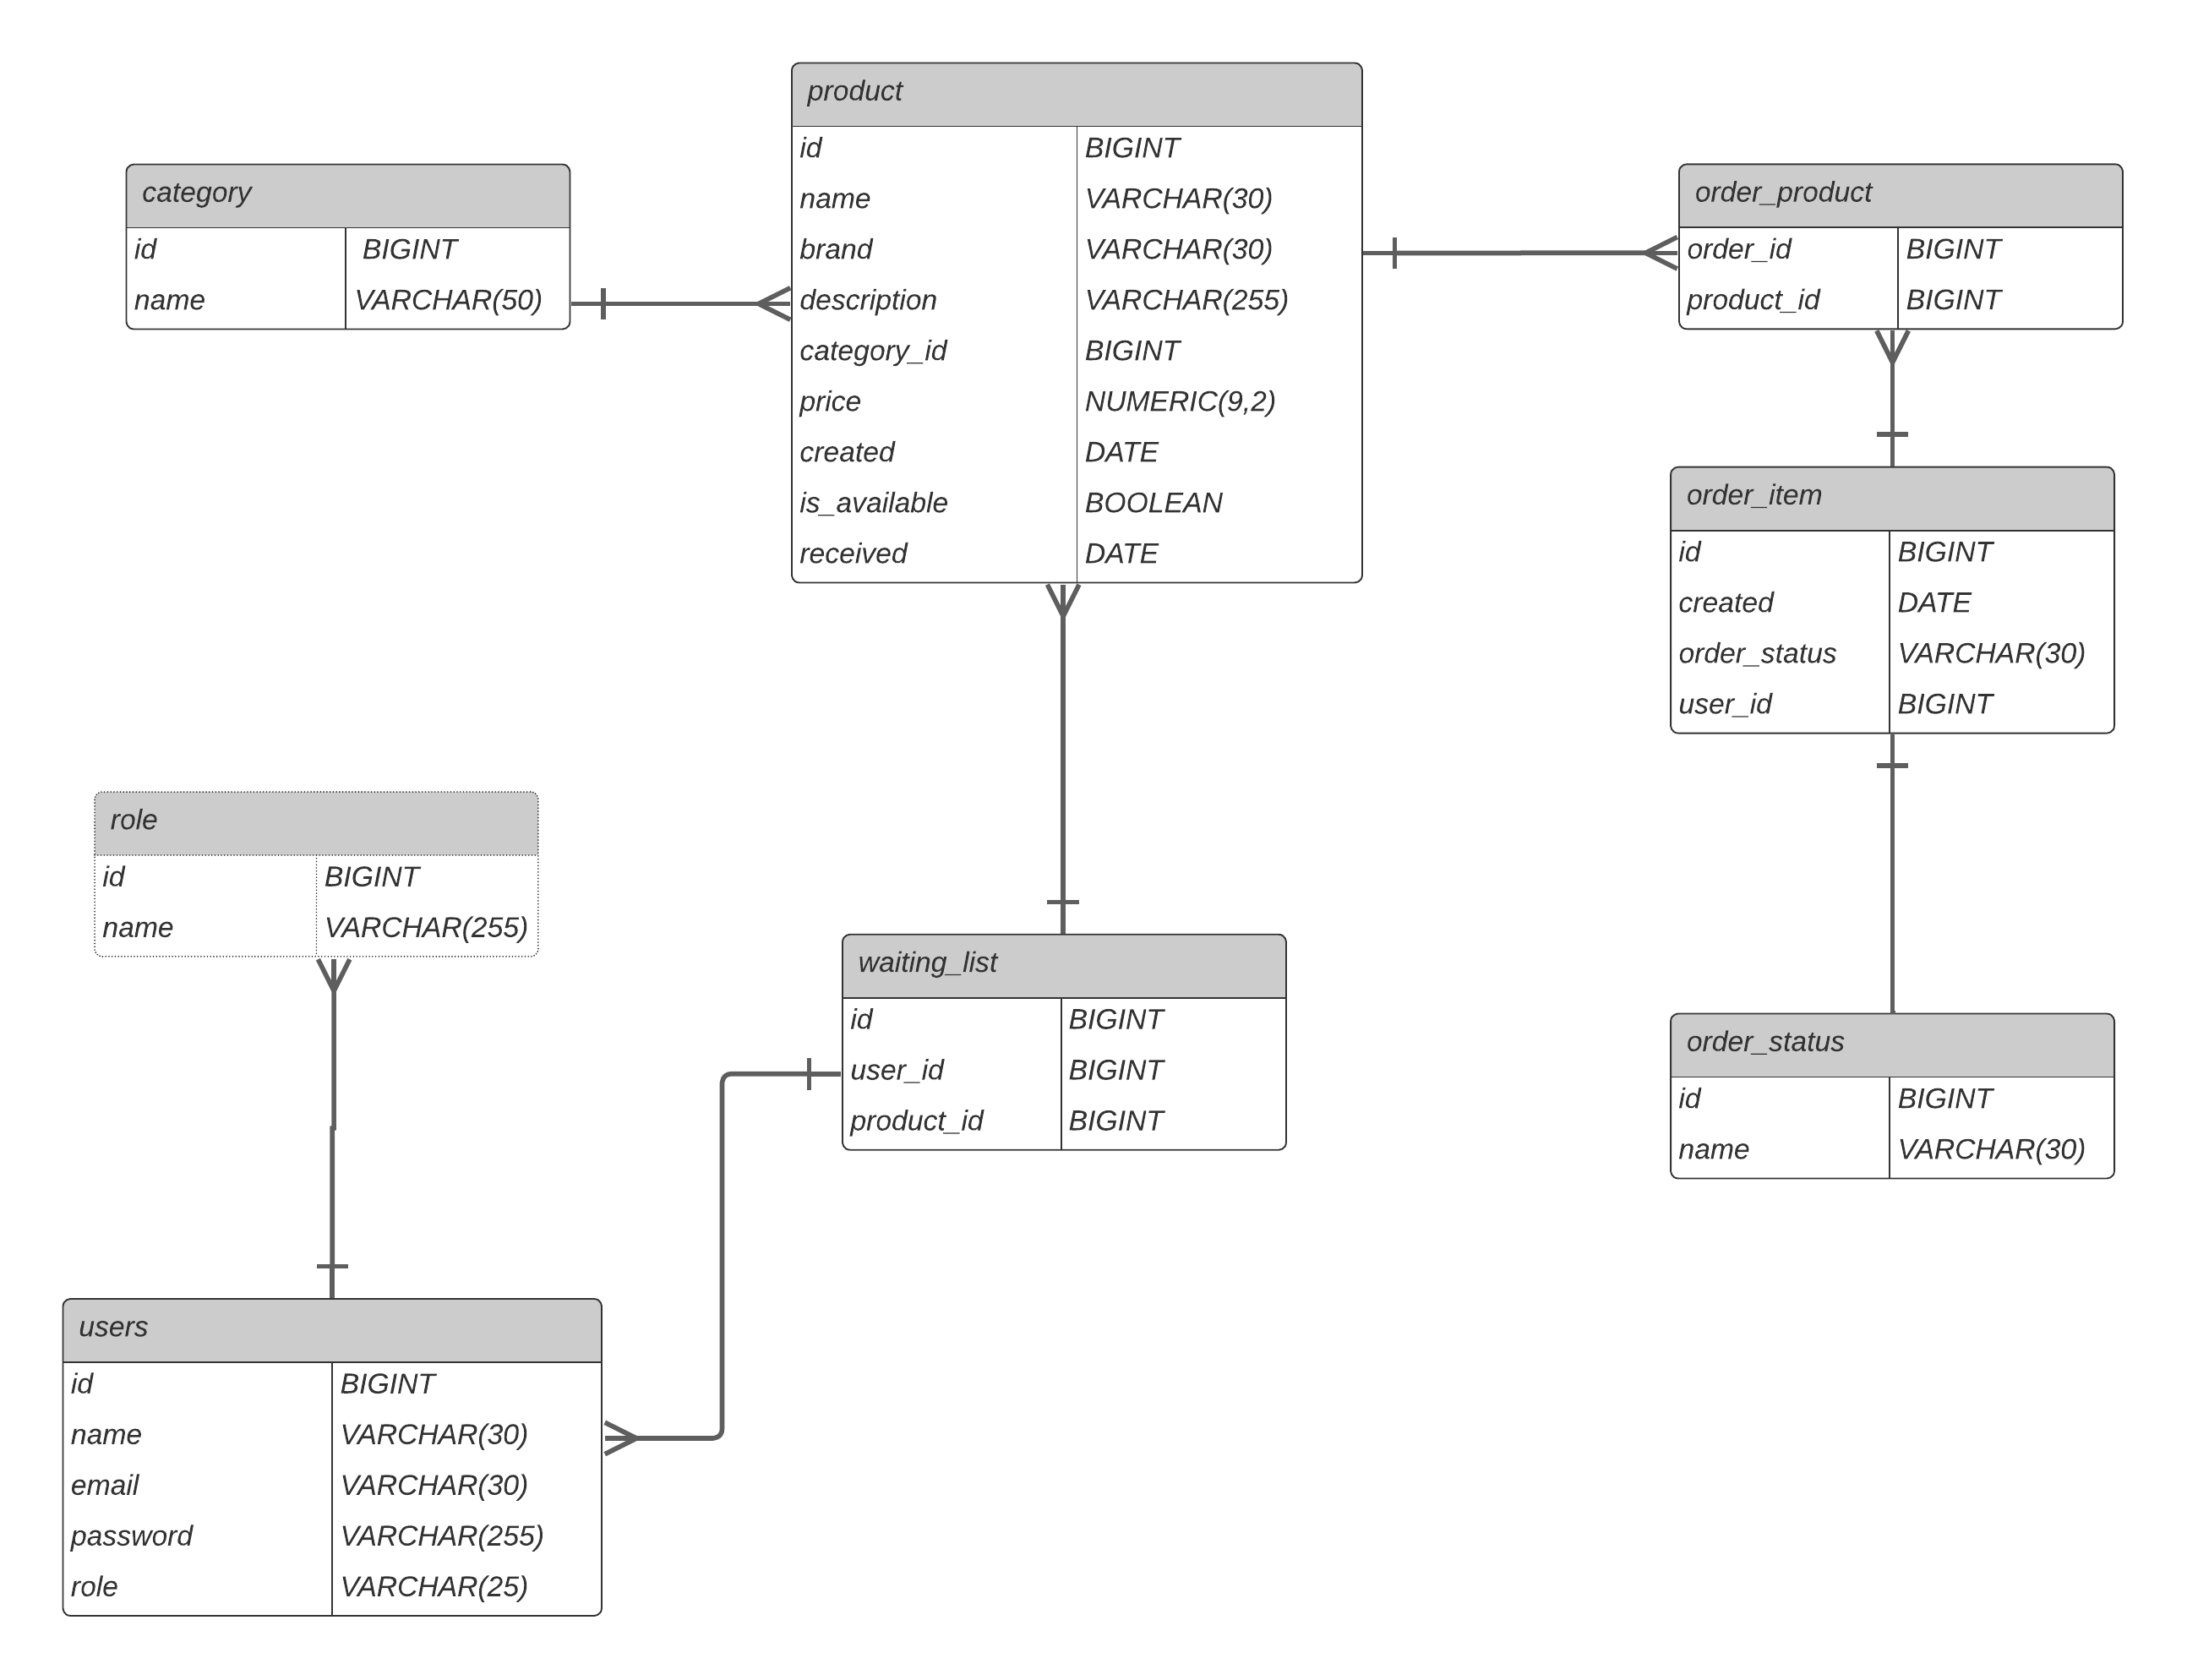 product
id BIGINT
name VARCHAR(30)
brand VARCHAR(30)
description VARCHAR(255)
category_id BIGINT
price NUMERIC(9,2)
created DATE
is_available BOOLEAN
received DATE
category
id BIGINT
name VARCHAR(50)
order_product
order_id BIGINT
product_id BIGINT
order_item
id BIGINT
created DATE
order_status VARCHAR(30)
user_id BIGINT
role
id BIGINT
name VARCHAR(255)
waiting_list
id BIGINT
user_id BIGINT
product_id BIGINT
order_status
id BIGINT
name VARCHAR(30)
users
id BIGINT
name VARCHAR(30)
email VARCHAR(30)
password VARCHAR(255)
role VARCHAR(25)